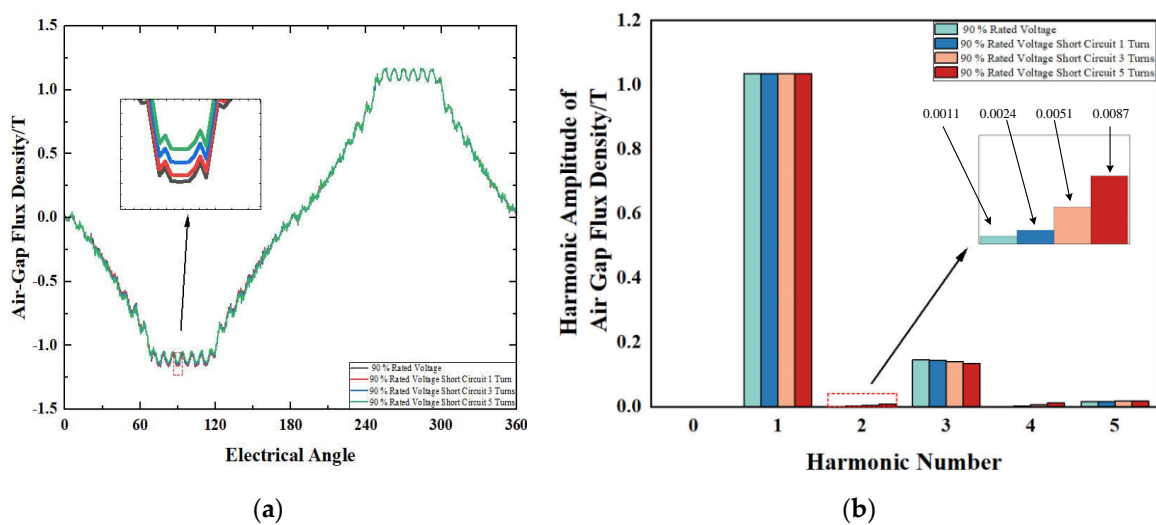 1.5
1.0
0.5
0.0
-0.5
-1.0
-1.5
Air-Gap Flux Density/T
90 % Rated Voltage
90 % Rated Voltage Short Circuit 1 Turn
90 % Rated Voltage Short Circuit 3 Turns
90 % Rated Voltage Short Circuit 5 Turns
0 60 120 180 240 300 360
Electrical Angle
(a)
1.2
1.0
0.8
0.6
0.4
0.2
0.0
Harmonic Amplitude of
Air Gap Flux Density/T
90 % Rated Voltage
90 % Rated Voltage Short Circuit 1 Turn
90 % Rated Voltage Short Circuit 3 Turns
90 % Rated Voltage Short Circuit 5 Turns
0.0011 0.0024 0.0051 0.0087
0 1 2 3 4 5
Harmonic Number
(b)